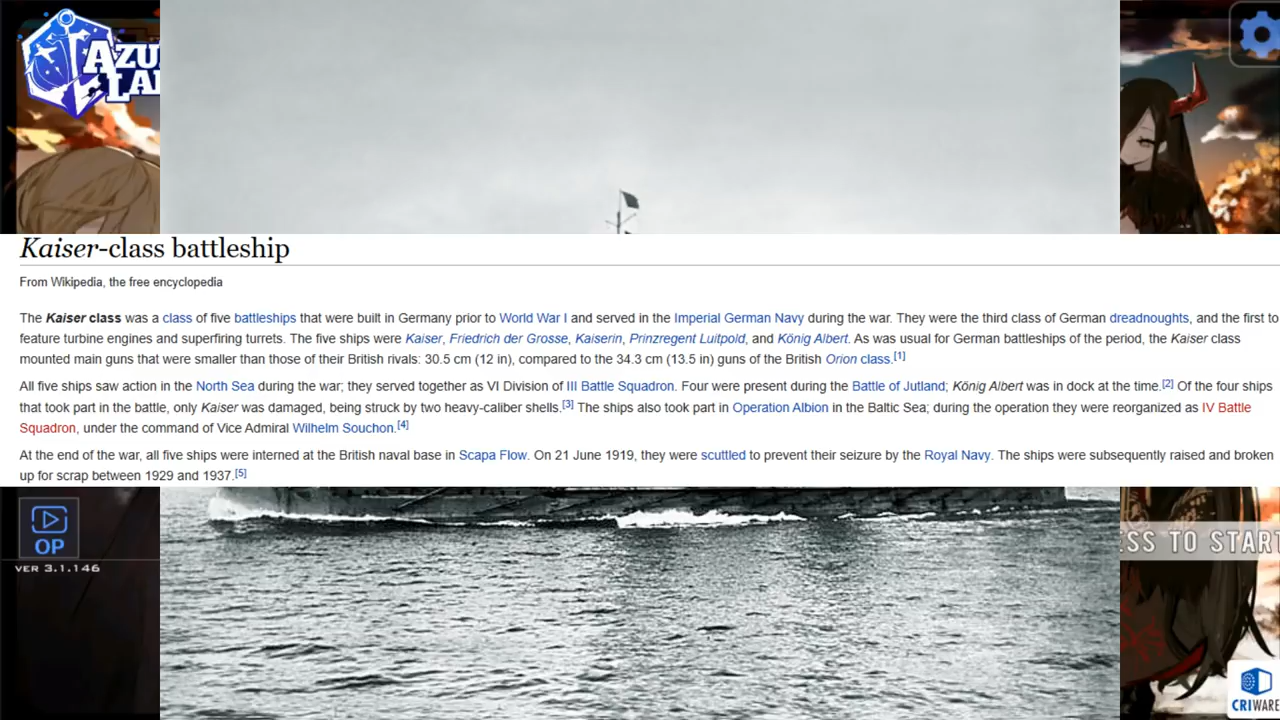 AZU
LA
Kaiser-class battleship
From Wikipedia, the free encyclopedia
The Kaiser class was a class of five battleships that were built in Germany prior to World War I and served in the Imperial German Navy during the war. They were the third class of German dreadnoughts, and the first to
feature turbine engines and superfiring turrets. The five ships were Kaiser, Friedrich der Grosse, Kaiserin, Prinzregent Luitpold, and König Albert. As was usual for German battleships of the period, the Kaiser class
mounted main guns that were smaller than those of their British rivals: 30.5 cm (12 in), compared to the 34.3 cm (13.5 in) guns of the British Orion class.[1]
All five ships saw action in the North Sea during the war; they served together as VI Division of III Battle Squadron. Four were present during the Battle of Jutland; König Albert was in dock at the time.[2] Of the four ships
that took part in the battle, only Kaiser was damaged, being struck by two heavy-caliber shells.[3] The ships also took part in Operation Albion in the Baltic Sea; during the operation they were reorganized as IV Battle
Squadron, under the command of Vice Admiral Wilhelm Souchon.[4]
At the end of the war, all five ships were interned at the British naval base in Scapa Flow. On 21 June 1919, they were scuttled to prevent their seizure by the Royal Navy. The ships were subsequently raised and broken
up for scrap between 1929 and 1937.[5]
OP
VER 3.1.146
ESS TO START
CRIWARE